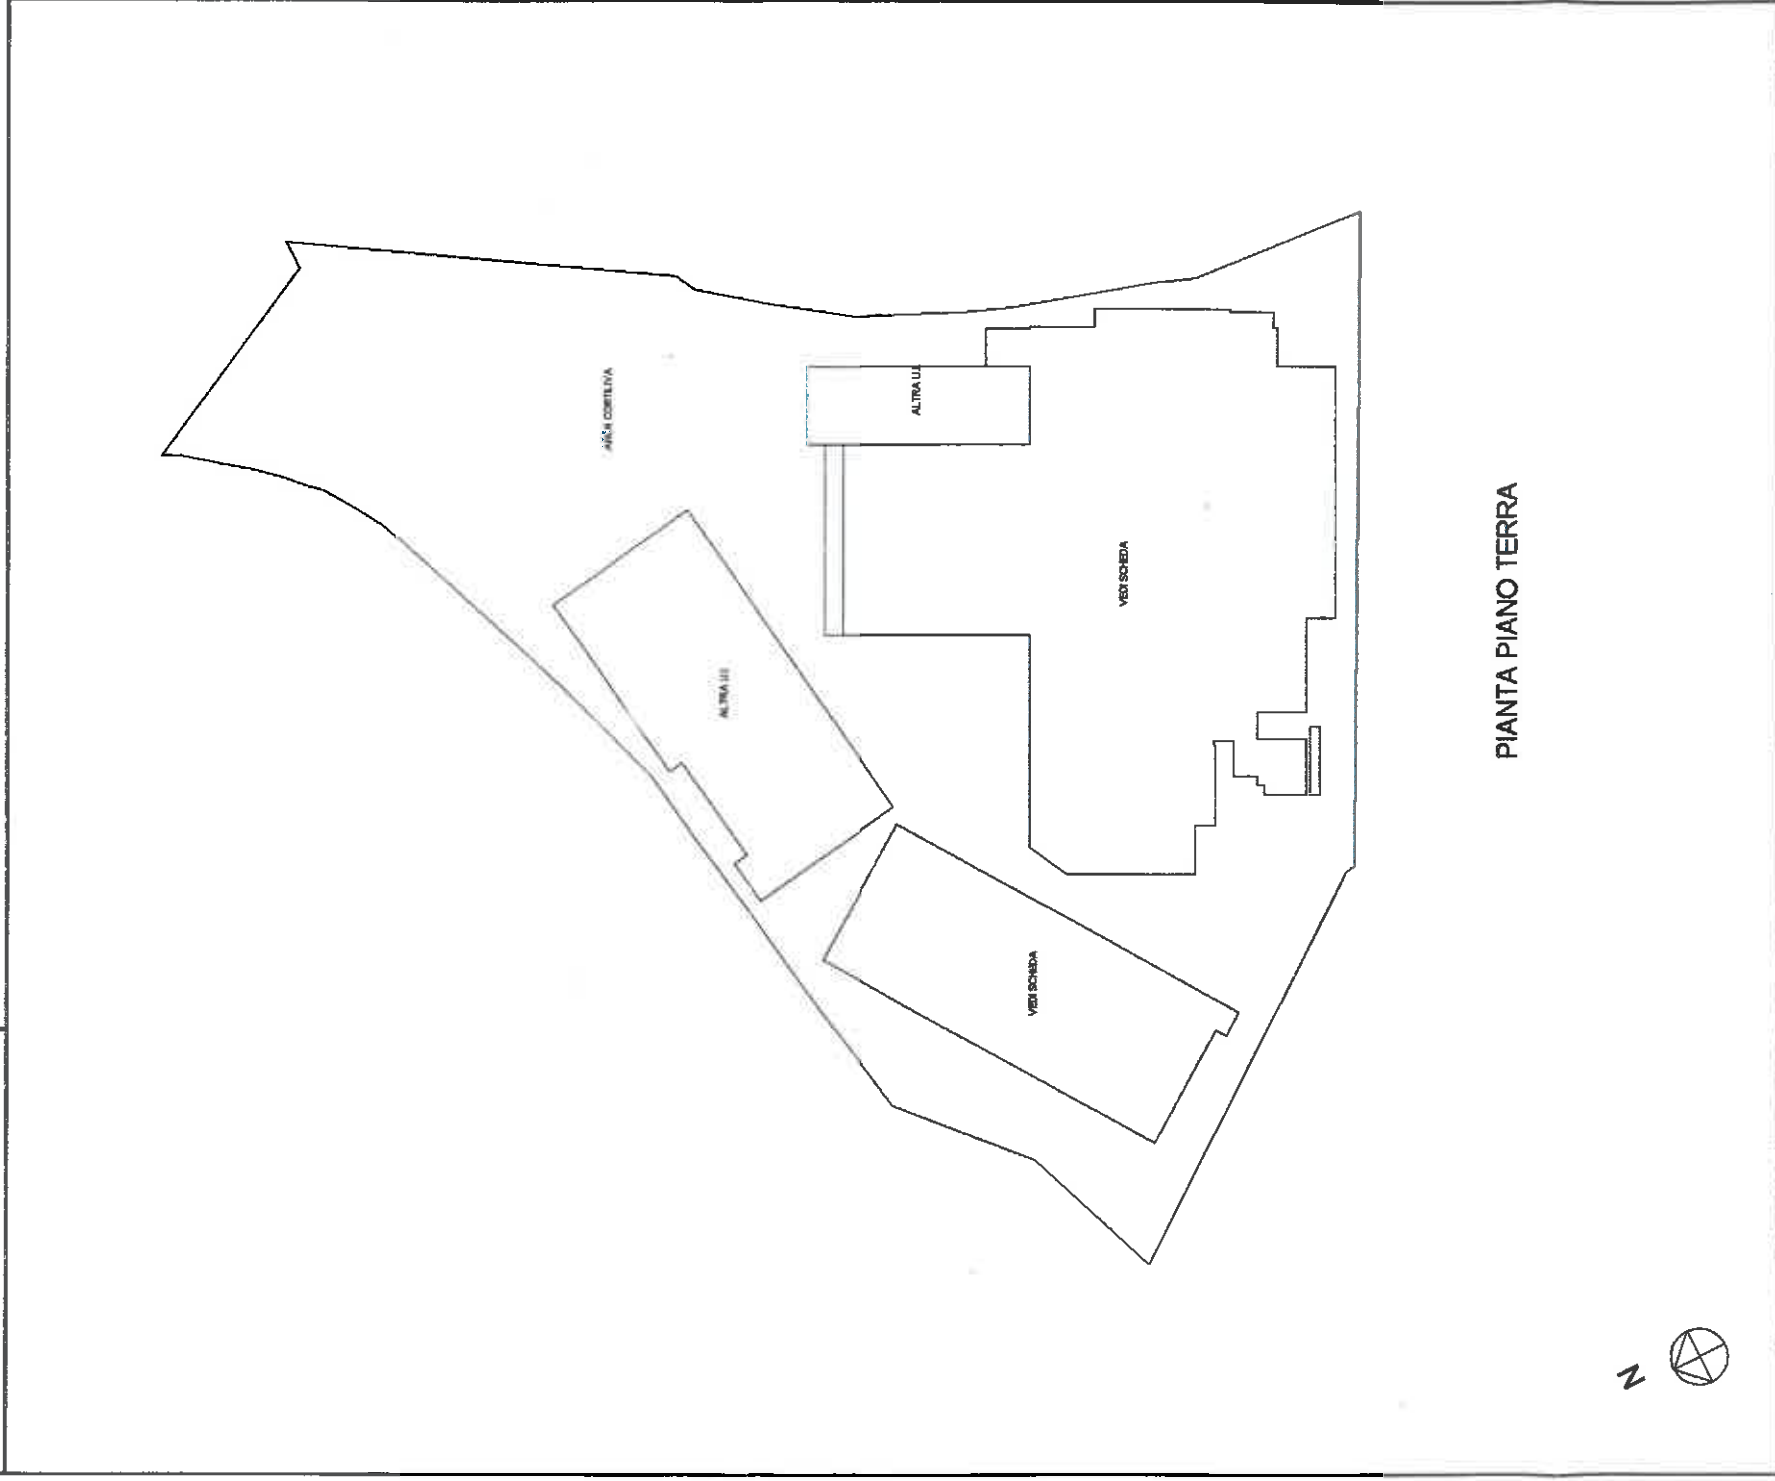 AREA CORTILIVA
ALTRA U.I.
ALTRA U.I.
VEDI SCHEDA
VEDI SCHEDA
PIANTA PIANO TERRA
N